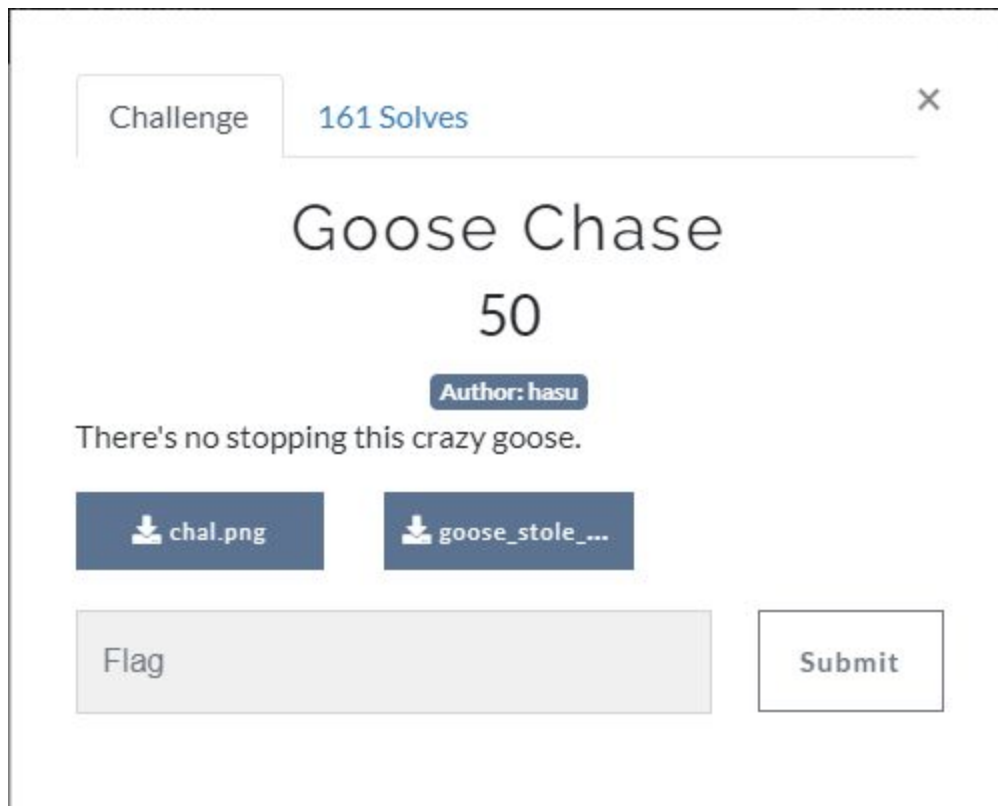 Challenge 161 Solves ×
Goose Chase
50
Author: hasu
There's no stopping this crazy goose.
chal.png goose_stole_...
Flag Submit